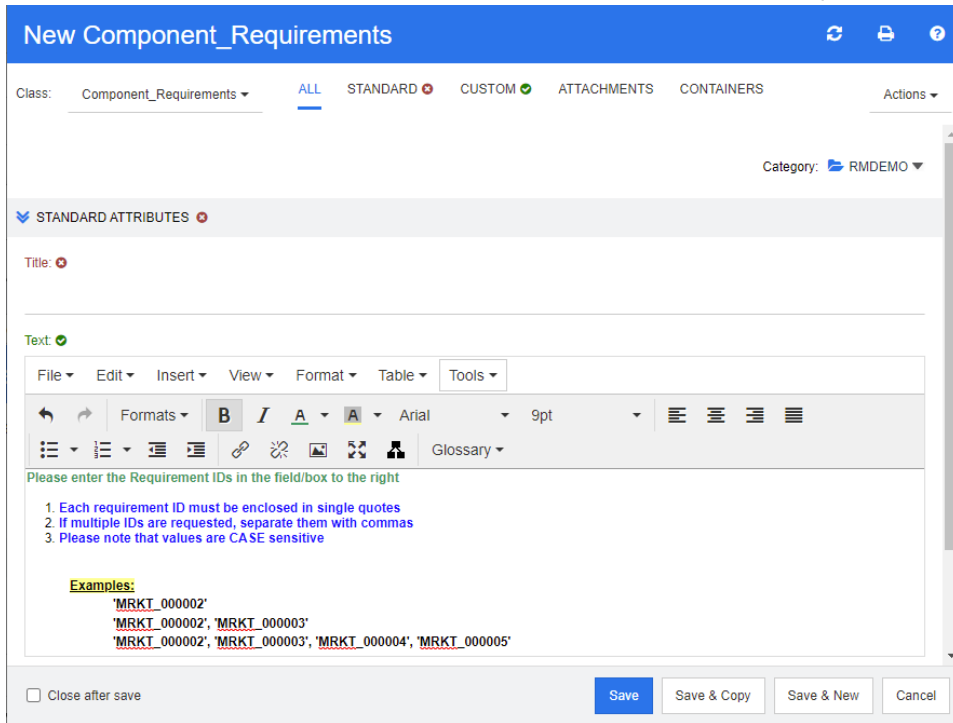 New Component_Requirements
Class: Component_Requirements ALL STANDARD CUSTOM ATTACHMENTS CONTAINERS Actions
Category: RMDEMO
STANDARD ATTRIBUTES
Title:
Text:
File Edit Insert View Format Table Tools
Formats B I A A Arial 9pt
Glossary
Please enter the Requirement IDs in the field/box to the right
1. Each requirement ID must be enclosed in single quotes
2. If multiple IDs are requested, separate them with commas
3. Please note that values are CASE sensitive
Examples:
'MRKT_000002'
'MRKT_000002', 'MRKT_000003'
'MRKT_000002', 'MRKT_000003', 'MRKT_000004', 'MRKT_000005'
Close after save Save Save & Copy Save & New Cancel